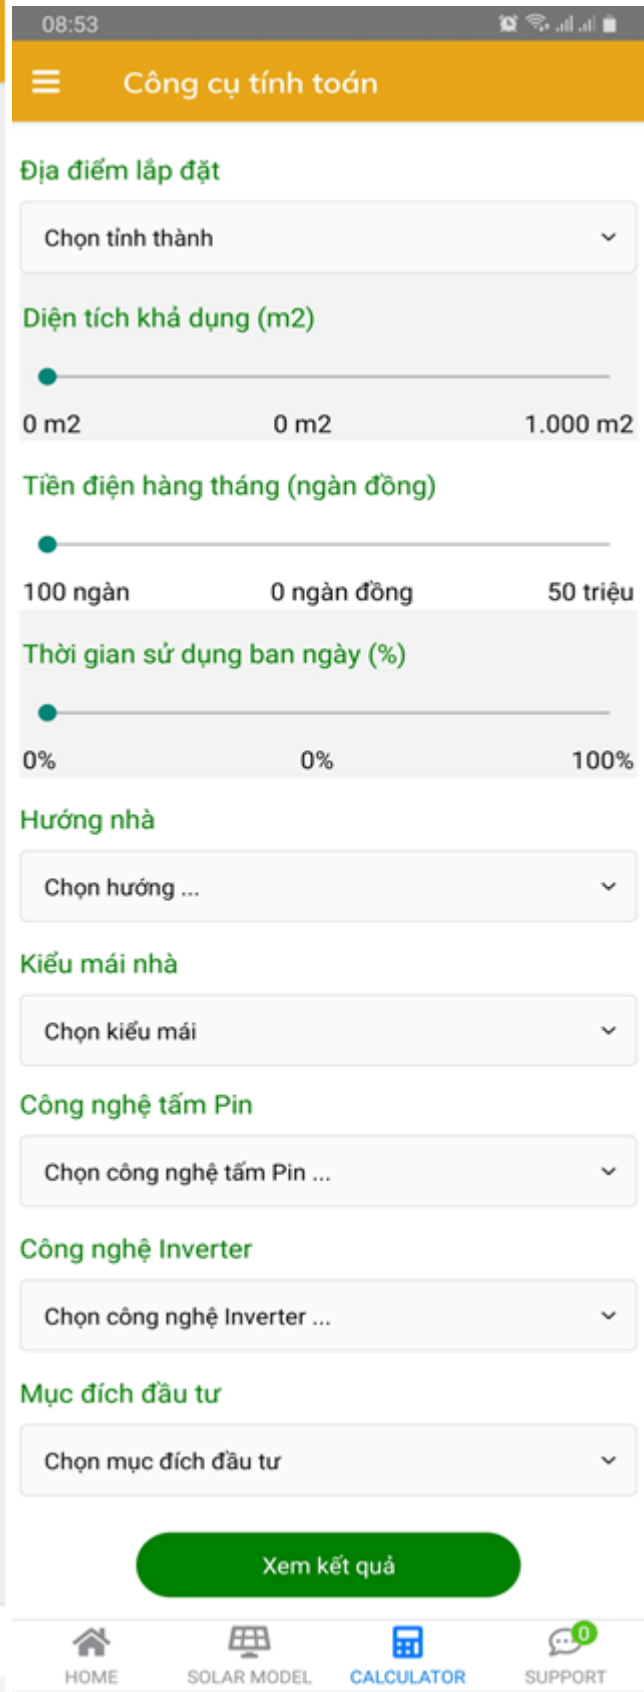 08:53
Công cụ tính toán
Địa điểm lắp đặt
Chọn tỉnh thành
Diện tích khả dụng (m2)
0 m2 0 m2 1.000 m2
Tiền điện hàng tháng (ngàn đồng)
100 ngàn 0 ngàn đồng 50 triệu
Thời gian sử dụng ban ngày (%)
0% 0% 100%
Hướng nhà
Chọn hướng ...
Kiểu mái nhà
Chọn kiểu mái
Công nghệ tấm Pin
Chọn công nghệ tấm Pin ...
Công nghệ Inverter
Chọn công nghệ Inverter ...
Mục đích đầu tư
Chọn mục đích đầu tư
Xem kết quả
0
HOME SOLAR MODEL CALCULATOR SUPPORT